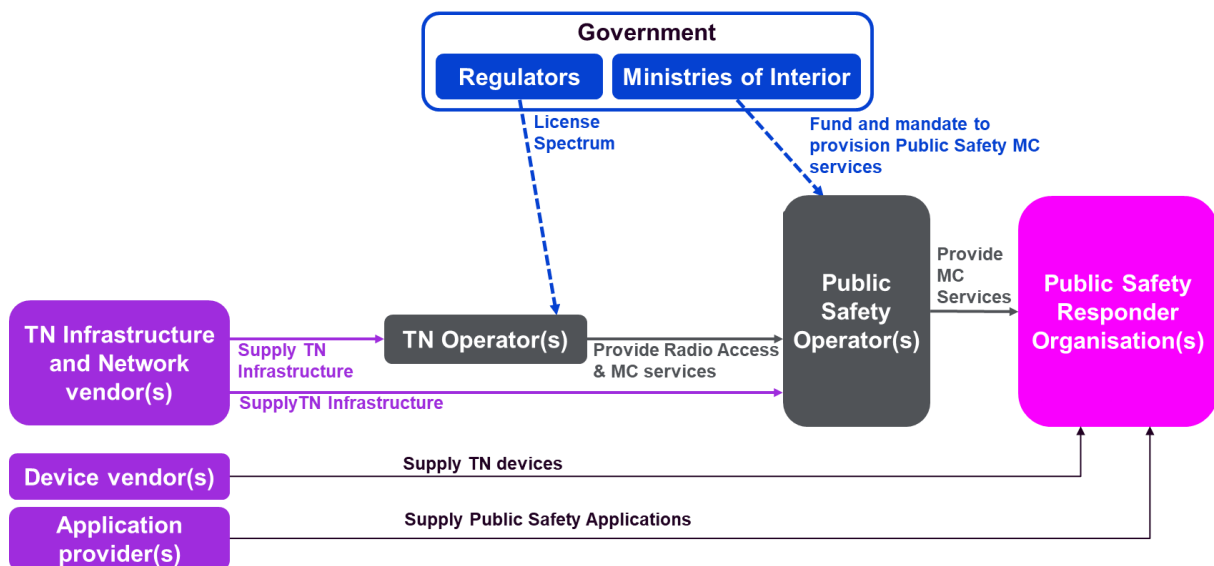 Government
Regulators
Ministries of Interior
License
Spectrum
Fund and mandate to
provision Public Safety MC
services
TN Infrastructure
and Network
vendor(s)
Supply TN
Infrastructure
TN Operator(s)
Provide Radio Access
& MC services
SupplyTN Infrastructure
Public
Safety
Operator(s)
Provide
MC
Services
Public Safety
Responder
Organisation(s)
Device vendor(s)
Supply TN devices
Application
provider(s)
Supply Public Safety Applications